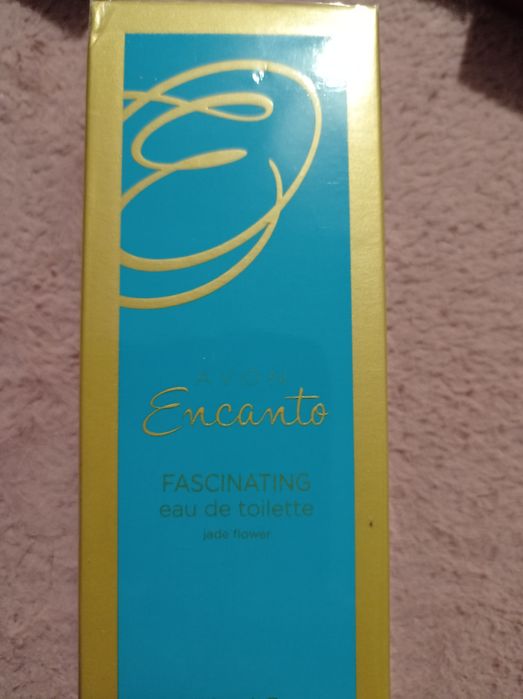 AVON
Encanto
FASCINATING
eau de toilette
jade flower